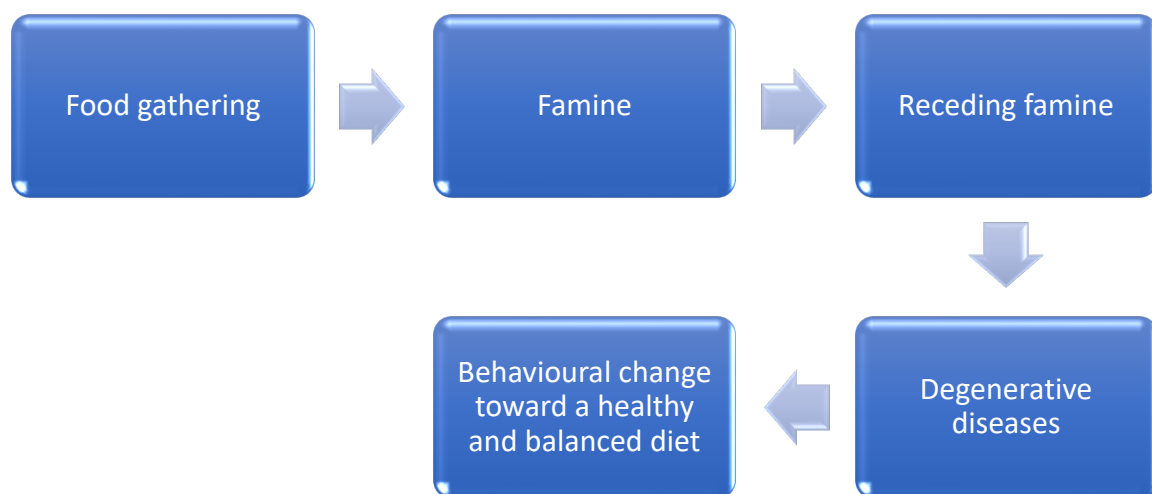 Food gathering
Famine
Receding famine
Degenerative
diseases
Behavioural change
toward a healthy
and balanced diet